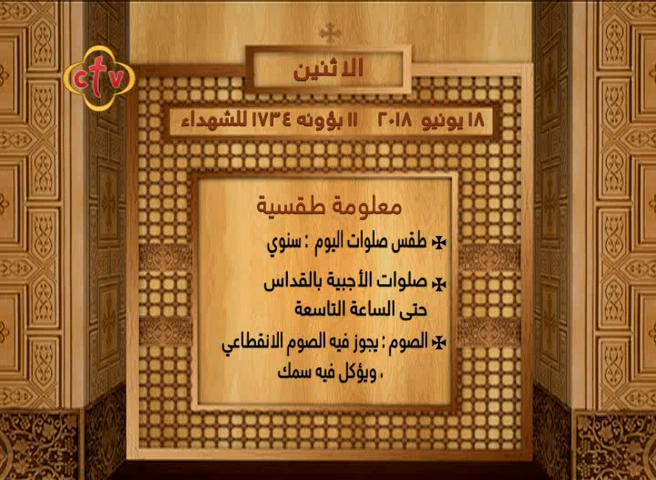 cTv
الاثنين
١٨ يونيو ٢٠١٨ ١١ بؤونه ١٧٣٤ للشهداء
معلومة طقسية
طقس صلوات اليوم : سنوي
صلوات الأجبية بالقداس
حتى الساعة التاسعة
الصوم : يجوز فيه الصوم الانقطاعي
، ويؤكل فيه سمك